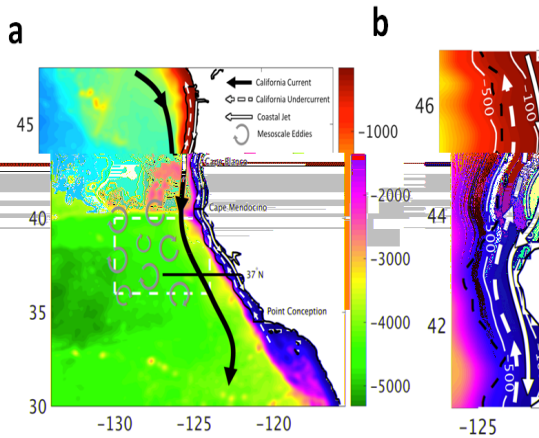 a
b
California Current
California Undercurrent
Coastal Jet
Mesoscale Eddies
45
40
35
30
-130
-125
-120
Cape Blanco
Cape Mendocino
37°N
Point Conception
-1000
-2000
-3000
-4000
-5000
46
44
42
-500
-100
-500
-125